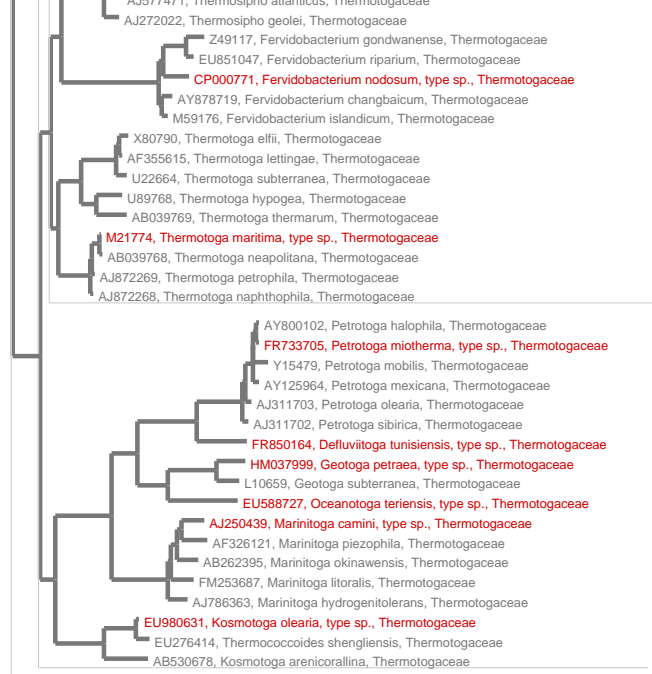 AJ577471, Thermosipho atlanticus, Thermotogaceae
AJ272022, Thermosipho geolei, Thermotogaceae
Z49117, Fervidobacterium gondwanense, Thermotogaceae
EU851047, Fervidobacterium riparium, Thermotogaceae
CP000771, Fervidobacterium nodosum, type sp., Thermotogaceae
AY878719, Fervidobacterium changbaicum, Thermotogaceae
M59176, Fervidobacterium islandicum, Thermotogaceae
X80790, Thermotoga elfii, Thermotogaceae
AF355615, Thermotoga lettingae, Thermotogaceae
U22664, Thermotoga subterranea, Thermotogaceae
U89768, Thermotoga hypogea, Thermotogaceae
AB039769, Thermotoga thermarum, Thermotogaceae
M21774, Thermotoga maritima, type sp., Thermotogaceae
AB039768, Thermotoga neapolitana, Thermotogaceae
AJ872269, Thermotoga petrophila, Thermotogaceae
AJ872268, Thermotoga naphthophila, Thermotogaceae
AY800102, Petrotoga halophila, Thermotogaceae
FR733705, Petrotoga miotherma, type sp., Thermotogaceae
Y15479, Petrotoga mobilis, Thermotogaceae
AY125964, Petrotoga mexicana, Thermotogaceae
AJ311703, Petrotoga olearia, Thermotogaceae
AJ311702, Petrotoga sibirica, Thermotogaceae
FR850164, Defluviitoga tunisiensis, type sp., Thermotogaceae
HM037999, Geotoga petraea, type sp., Thermotogaceae
L10659, Geotoga subterranea, Thermotogaceae
EU588727, Oceanotoga teriensis, type sp., Thermotogaceae
AJ250439, Marinitoga camini, type sp., Thermotogaceae
AF326121, Marinitoga piezophila, Thermotogaceae
AB262395, Marinitoga okinawensis, Thermotogaceae
FM253687, Marinitoga litoralis, Thermotogaceae
AJ786363, Marinitoga hydrogenitolerans, Thermotogaceae
EU980631, Kosmotoga olearia, type sp., Thermotogaceae
EU276414, Thermococcoides shengliensis, Thermotogaceae
AB530678, Kosmotoga arenicorallina, Thermotogaceae